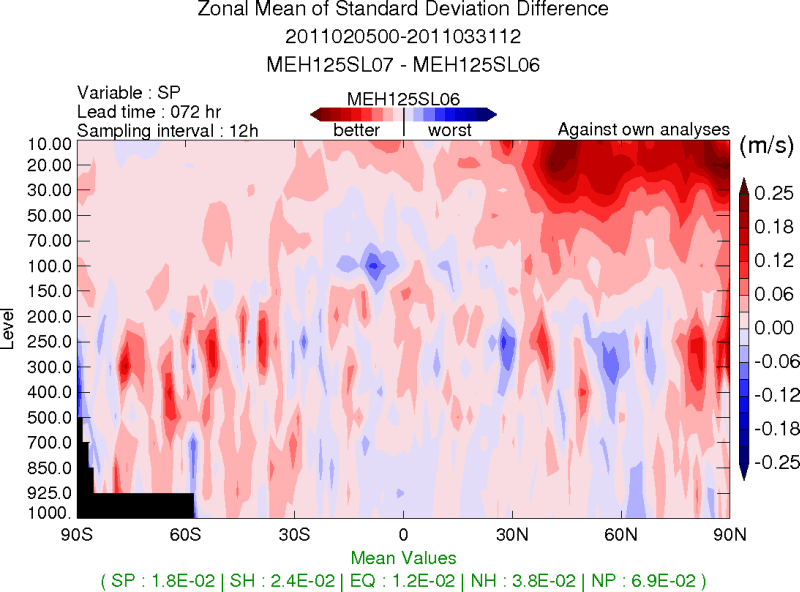 Zonal Mean of Standard Deviation Difference
2011020500-2011033112
MEH125SL07 - MEH125SL06
Variable : SP
Lead time : 072 hr
Sampling interval : 12h
MEH125SL06
better worst
Against own analyses
(m/s)
10.00
20.00
30.00
50.00
70.00
100.0
150.0
200.0
250.0
300.0
400.0
500.0
700.0
850.0
925.0
1000.
Level
0.25
0.18
0.12
0.06
0.00
-0.06
-0.12
-0.18
-0.25
90S 60S 30S 0 30N 60N 90N
Mean Values
( SP : 1.8E-02 | SH : 2.4E-02 | EQ : 1.2E-02 | NH : 3.8E-02 | NP : 6.9E-02 )